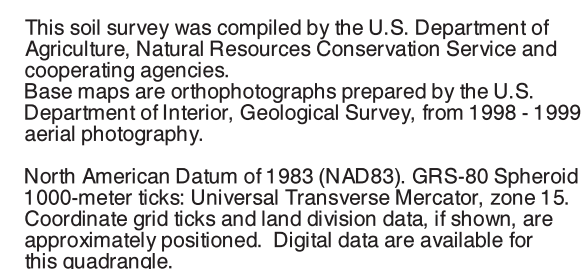 This soil survey was compiled by the U.S. Department of
Agriculture, Natural Resources Conservation Service and
cooperating agencies.
Base maps are orthophotographs prepared by the U.S.
Department of Interior, Geological Survey, from 1998 - 1999
aerial photography.
North American Datum of 1983 (NAD83). GRS-80 Spheroid
1000-meter ticks: Universal Transverse Mercator, zone 15.
Coordinate grid ticks and land division data, if shown, are
approximately positioned.  Digital data are available for
this quadrangle.